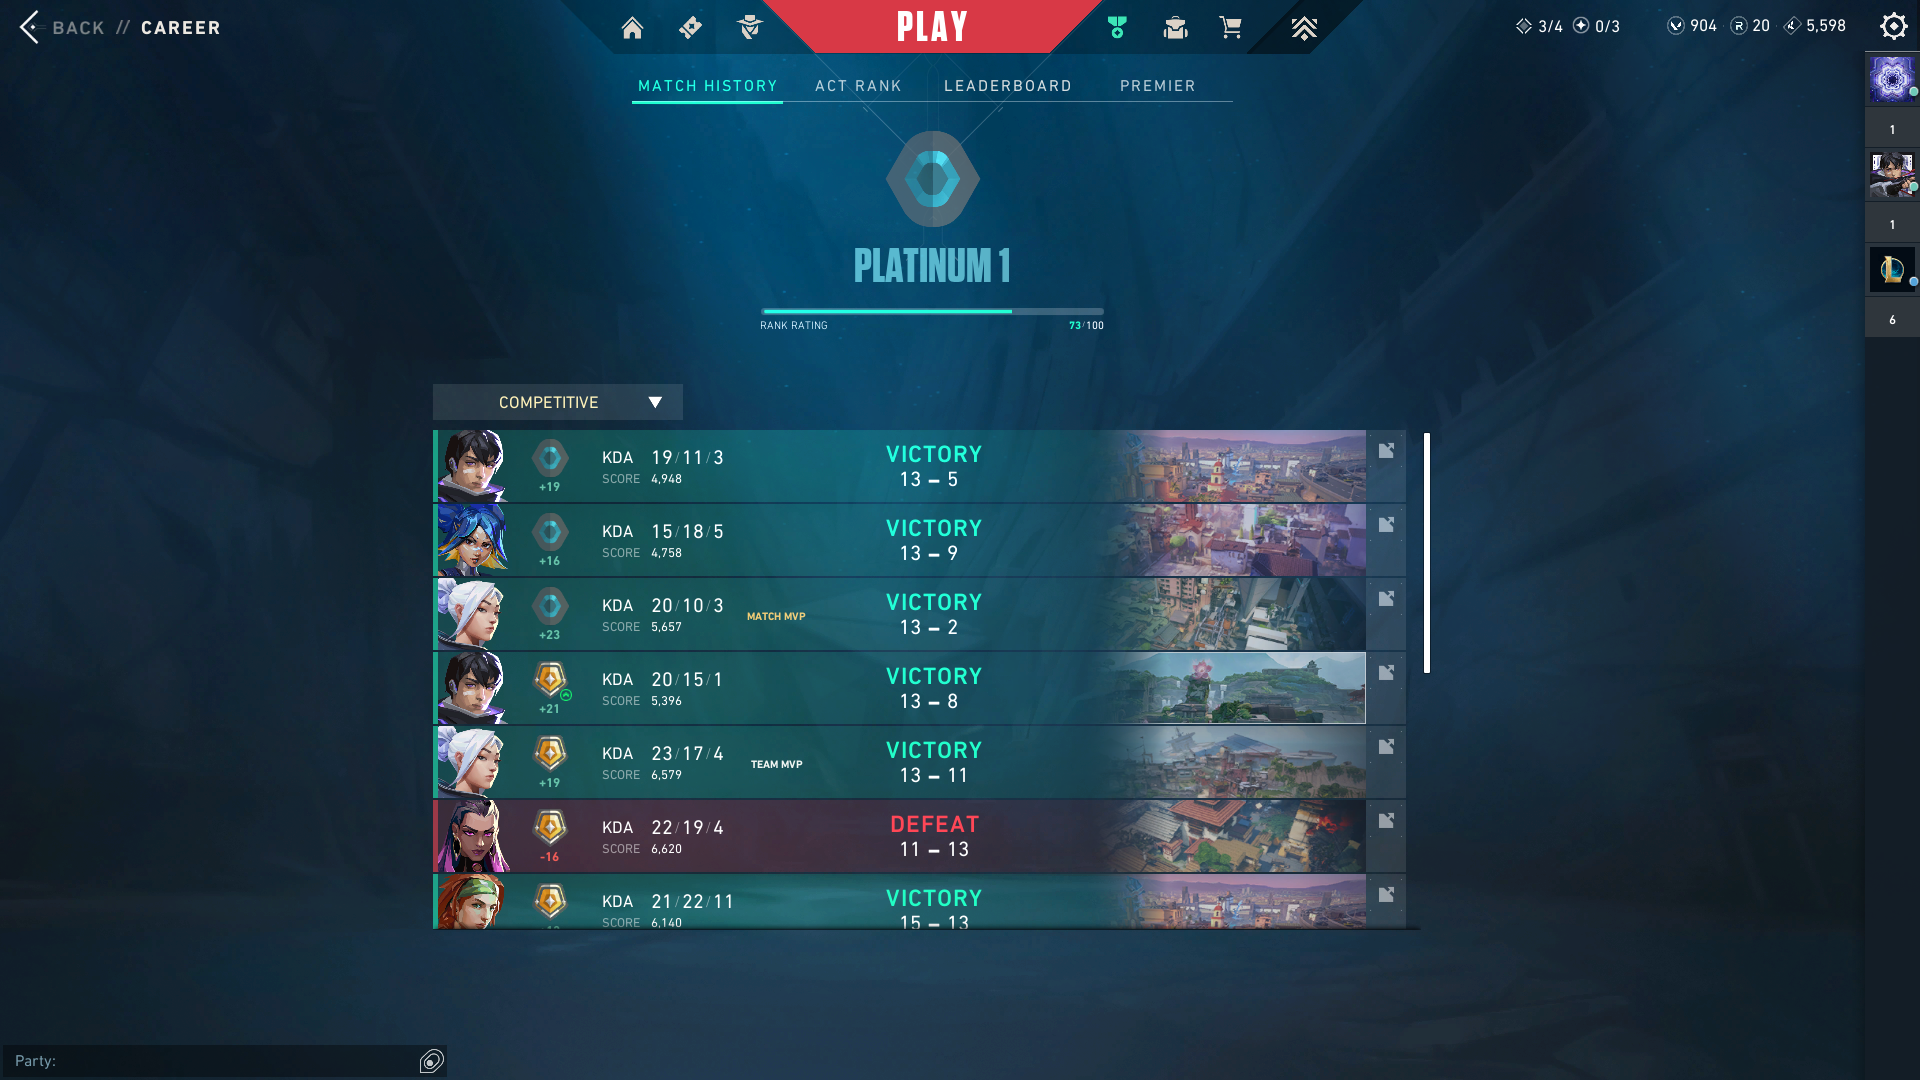 BACK // CAREER
PLAY
3/4 0/3 904 20 5,598
MATCH HISTORY ACT RANK LEADERBOARD PREMIER
1
1
6
PLATINUM 1
RANK RATING 73/100
COMPETITIVE
KDA 19/11/3 VICTORY
+19 SCORE 4,948 13 – 5
KDA 15/18/5 VICTORY
+16 SCORE 4,758 13 – 9
KDA 20/10/3 MATCH MVP VICTORY
+23 SCORE 5,657 13 – 2
KDA 20/15/1 VICTORY
+21 SCORE 5,396 13 – 8
KDA 23/17/4 TEAM MVP VICTORY
+19 SCORE 6,579 13 – 11
KDA 22/19/4 DEFEAT
-16 SCORE 6,620 11 – 13
KDA 21/22/11 VICTORY
SCORE 6,140 15 – 13
Party: